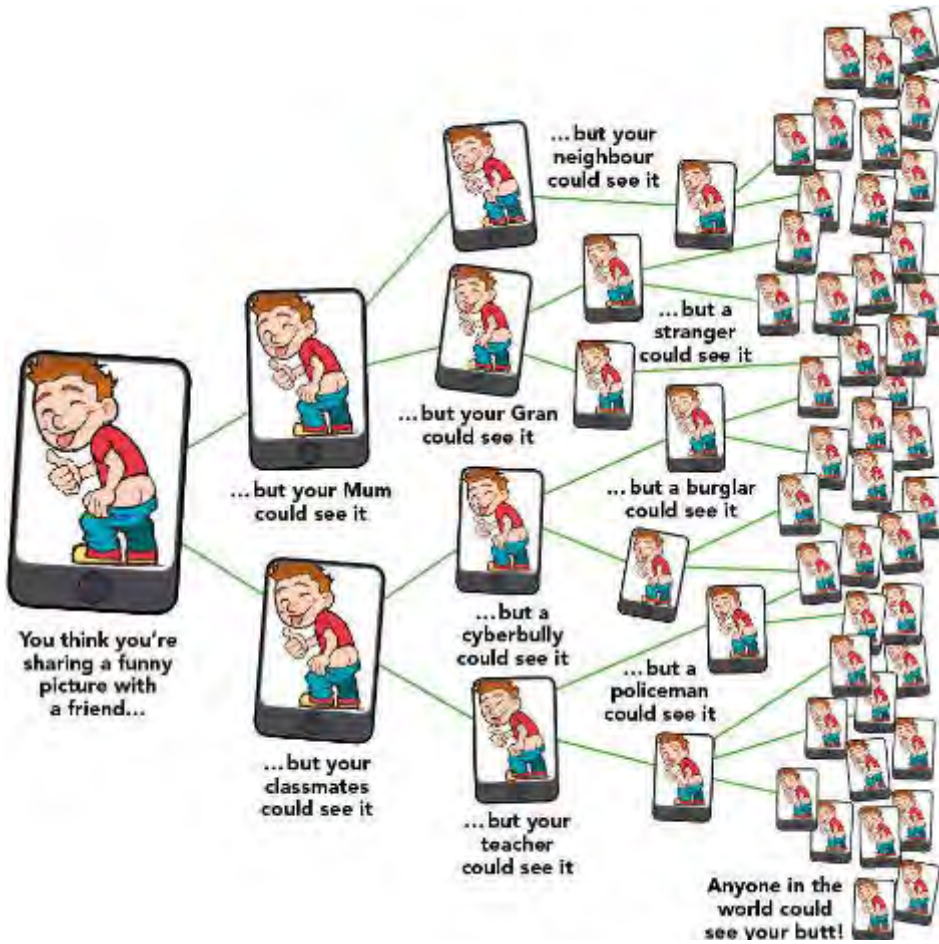 You think you're
sharing a funny
picture with
a friend...
...but your Mum
could see it
...but your
classmates
could see it
...but your
neighbour
could see it
...but your Gran
could see it
...but a
cyberbully
could see it
...but your
teacher
could see it
...but a
stranger
could see it
...but a burglar
could see it
...but a
policeman
could see it
Anyone in the
world could
see your butt!